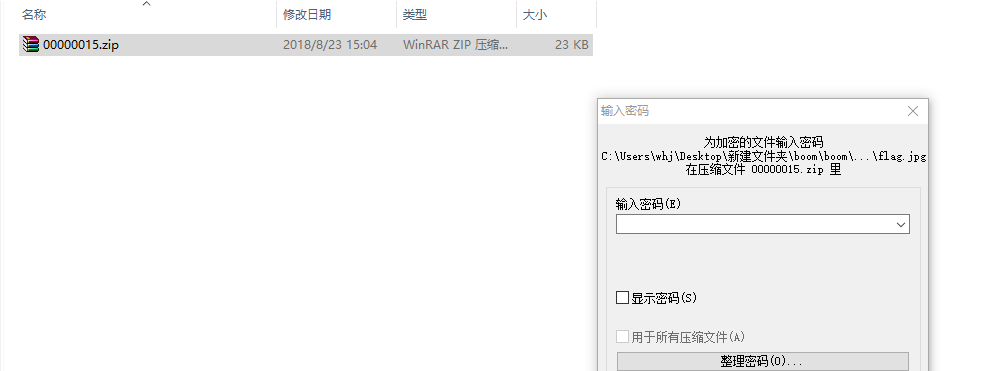 名称 修改日期 类型 大小
00000015.zip 2018/8/23 15:04 WinRAR ZIP 压缩... 23 KB
输入密码
为加密的文件输入密码
C:\Users\whj\Desktop\新建文件夹\boom\boom\...\flag.jpg
在压缩文件 00000015.zip 里
输入密码(E)
显示密码(S)
用于所有压缩文件(A)
整理密码(O)...